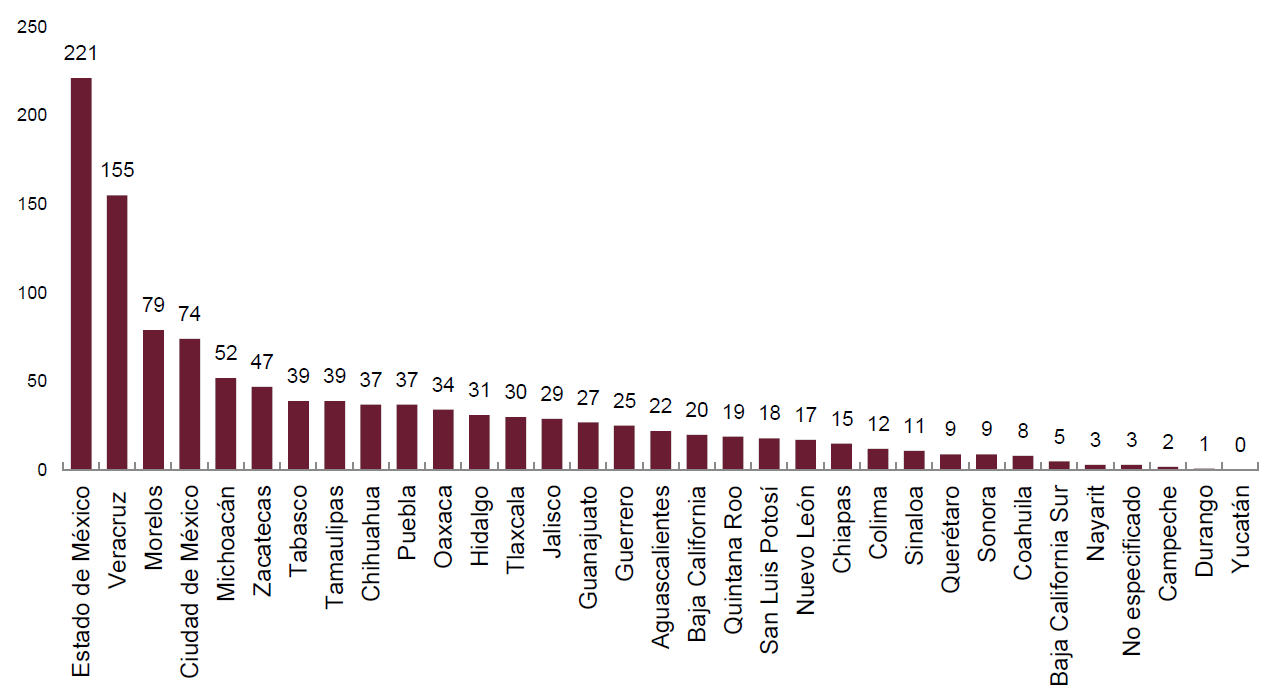 250
200
150
100
50
0
221
155
79
74
52
47
39
39
37
37
34
31
30
29
27
25
22
20
19
18
17
15
12
11
9
9
8
5
3
3
2
1
0
Estado de México
Veracruz
Morelos
Ciudad de México
Michoacán
Zacatecas
Tabasco
Tamaulipas
Chihuahua
Puebla
Oaxaca
Hidalgo
Tlaxcala
Jalisco
Guanajuato
Guerrero
Aguascalientes
Baja California
Quintana Roo
San Luis Potosí
Nuevo León
Chiapas
Colima
Sinaloa
Querétaro
Sonora
Coahuila
Baja California Sur
Nayarit
No especificado
Campeche
Durango
Yucatán